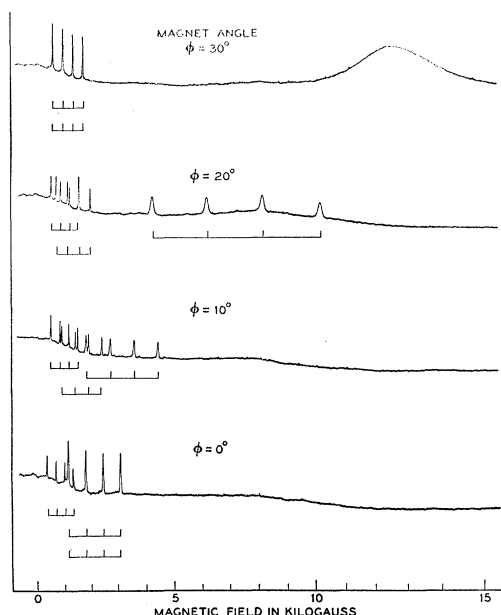 MAGNET ANGLE
ϕ = 30°
ϕ = 20°
ϕ = 10°
ϕ = 0°
0 5 10 15
MAGNETIC FIELD IN KILOGAUSS